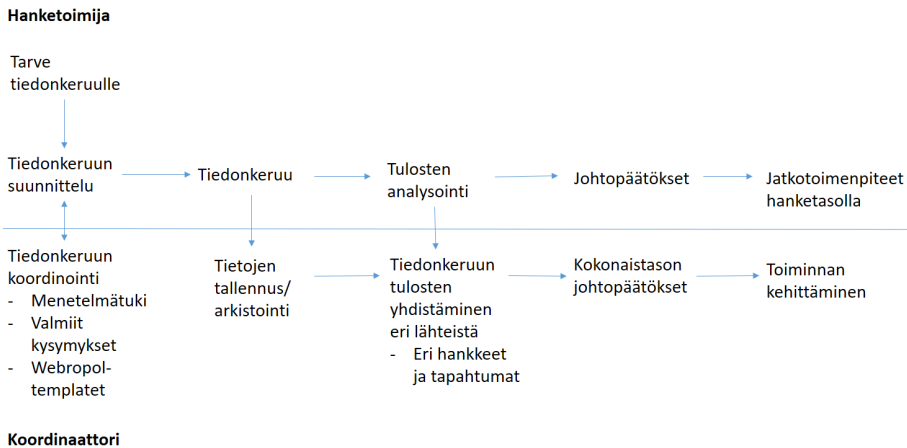 Hanketoimija
Tarve
tiedonkeruulle
Tiedonkeruun
suunnittelu
Tiedonkeruu
Tulosten
analysointi
Johtopäätökset
Jatkotoimenpiteet
hanketasolla
Tiedonkeruun
koordinointi
- Menetelmätuki
- Valmiit
kysymykset
- Webropol-
templatet
Tietojen
tallennus/
arkistointi
Tiedonkeruun
tulosten
yhdistäminen
eri lähteistä
- Eri hankkeet
ja tapahtumat
Kokonaistason
johtopäätökset
Toiminnan
kehittäminen
Koordinaattori